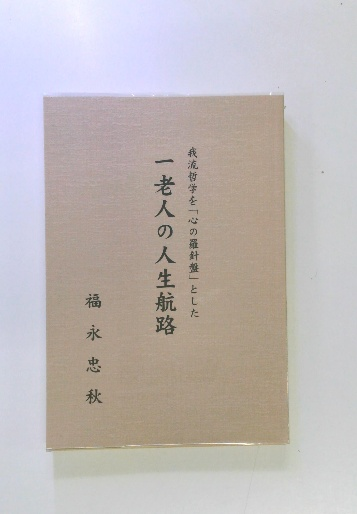 我流哲学を「心の羅針盤」とした
一老人の人生航路
福永忠秋